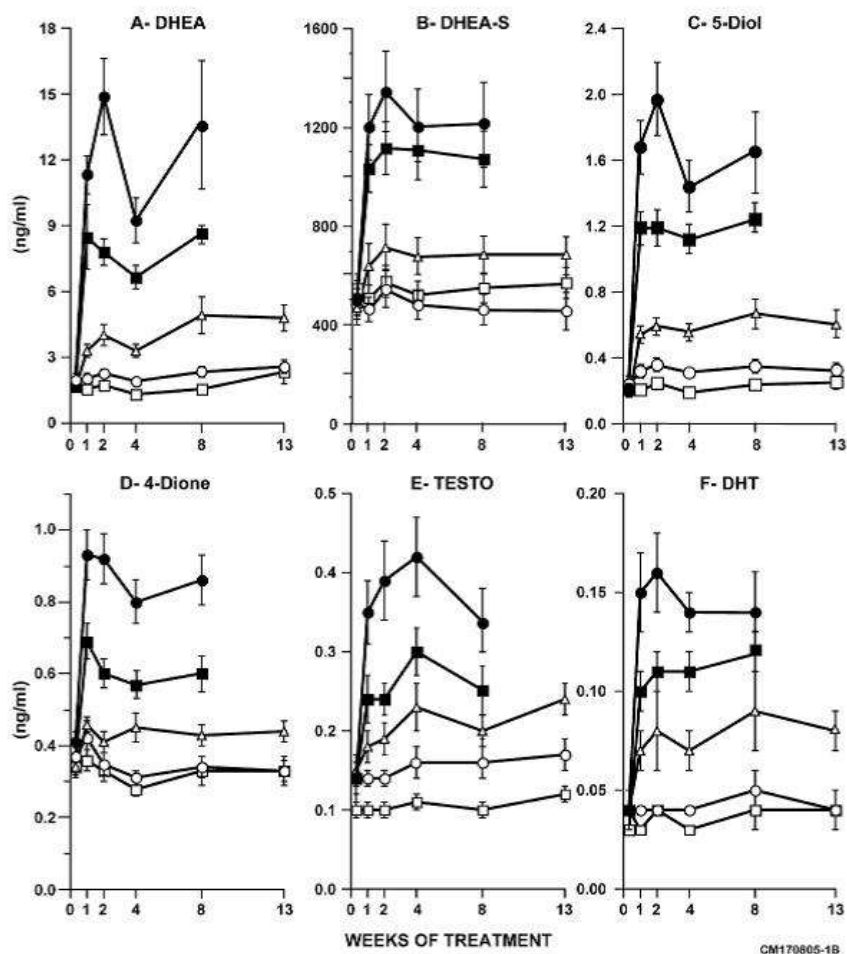 A- DHEA
B- DHEA-S
C- 5-Diol
18
15
12
9
6
3
0
(ng/ml)
0 1 2 4 8 13
1600
1200
800
400
0
0 1 2 4 8 13
2.4
2.0
1.6
1.2
0.8
0.4
0.0
0 1 2 4 8 13
D- 4-Dione
E- TESTO
F- DHT
1.0
0.8
0.6
0.4
0.2
0.0
(ng/ml)
0 1 2 4 8 13
0.5
0.4
0.3
0.2
0.1
0.0
0 1 2 4 8 13
0.20
0.15
0.10
0.05
0.00
0 1 2 4 8 13
WEEKS OF TREATMENT
CM170805-1B